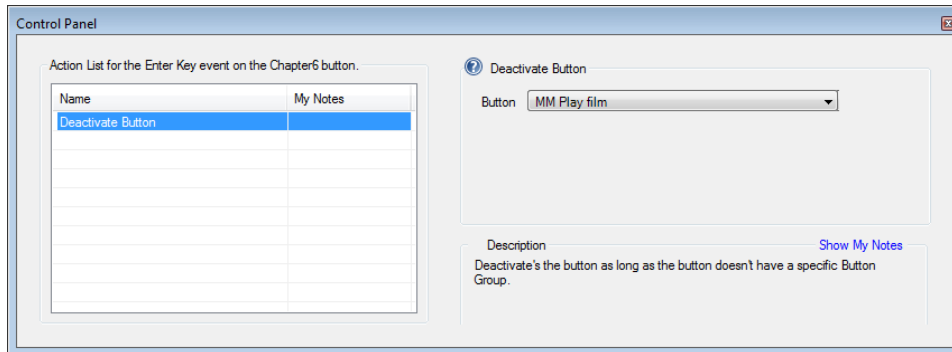 Control Panel
Action List for the Enter Key event on the Chapter6 button.
Name My Notes
Deactivate Button
Deactivate Button
Button MM Play film
Description Show My Notes
Deactivate's the button as long as the button doesn't have a specific Button
Group.